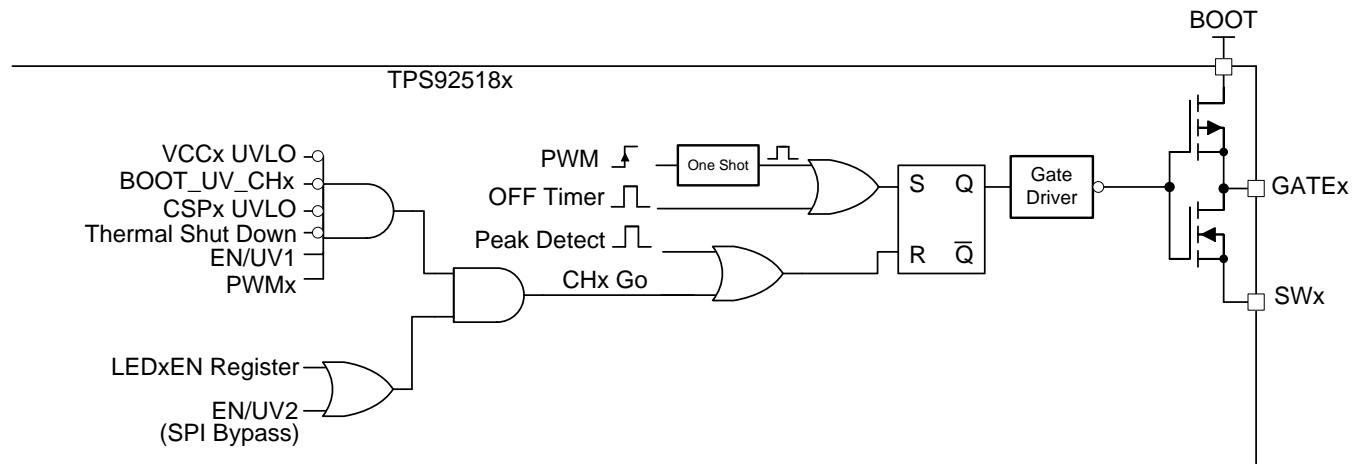 BOOT
TPS92518x
VCCx UVLO
BOOT_UV_CHx
CSPx UVLO
Thermal Shut Down
EN/UV1
PWMx
LEDxEN Register
EN/UV2
(SPI Bypass)
PWM
One Shot
OFF Timer
Peak Detect
CHx Go
S Q
R Q
Gate
Driver
GATEx
SWx